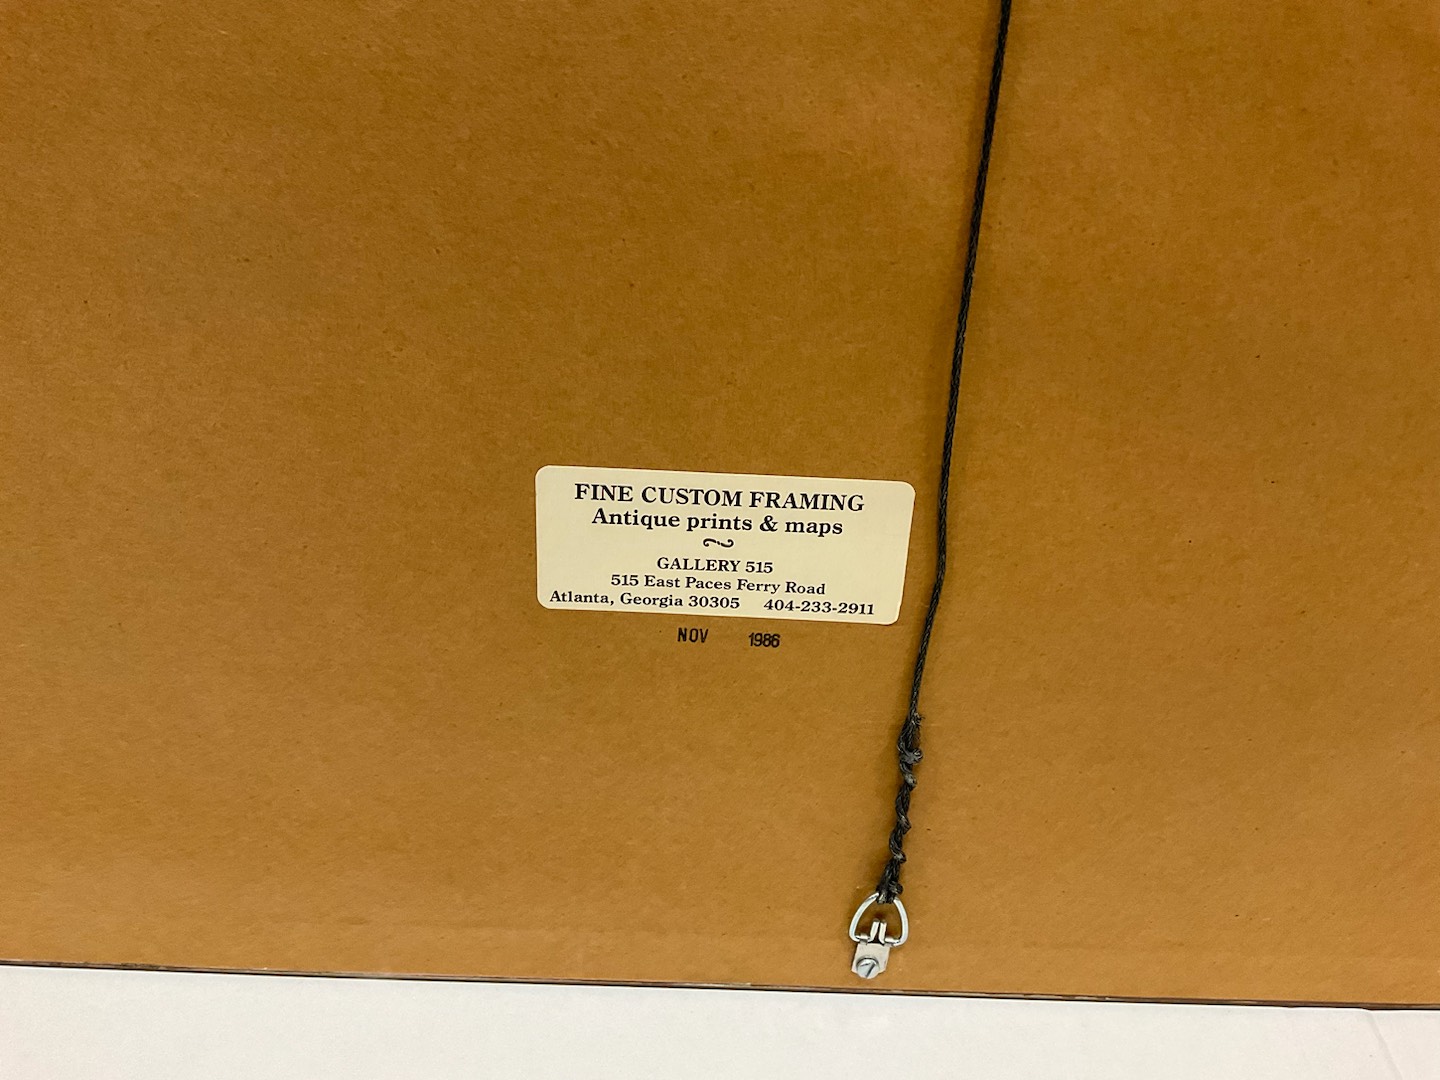 FINE CUSTOM FRAMING
Antique prints & maps
GALLERY 515
515 East Paces Ferry Road
Atlanta, Georgia 30305 404-233-2911
NOV 1986